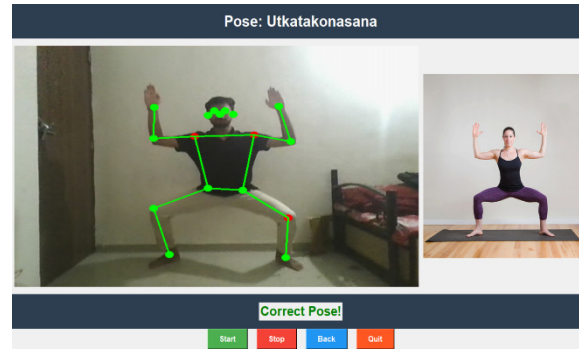 Pose: Utkatakonasana
Correct Pose!
Start
Stop
Back
Quit